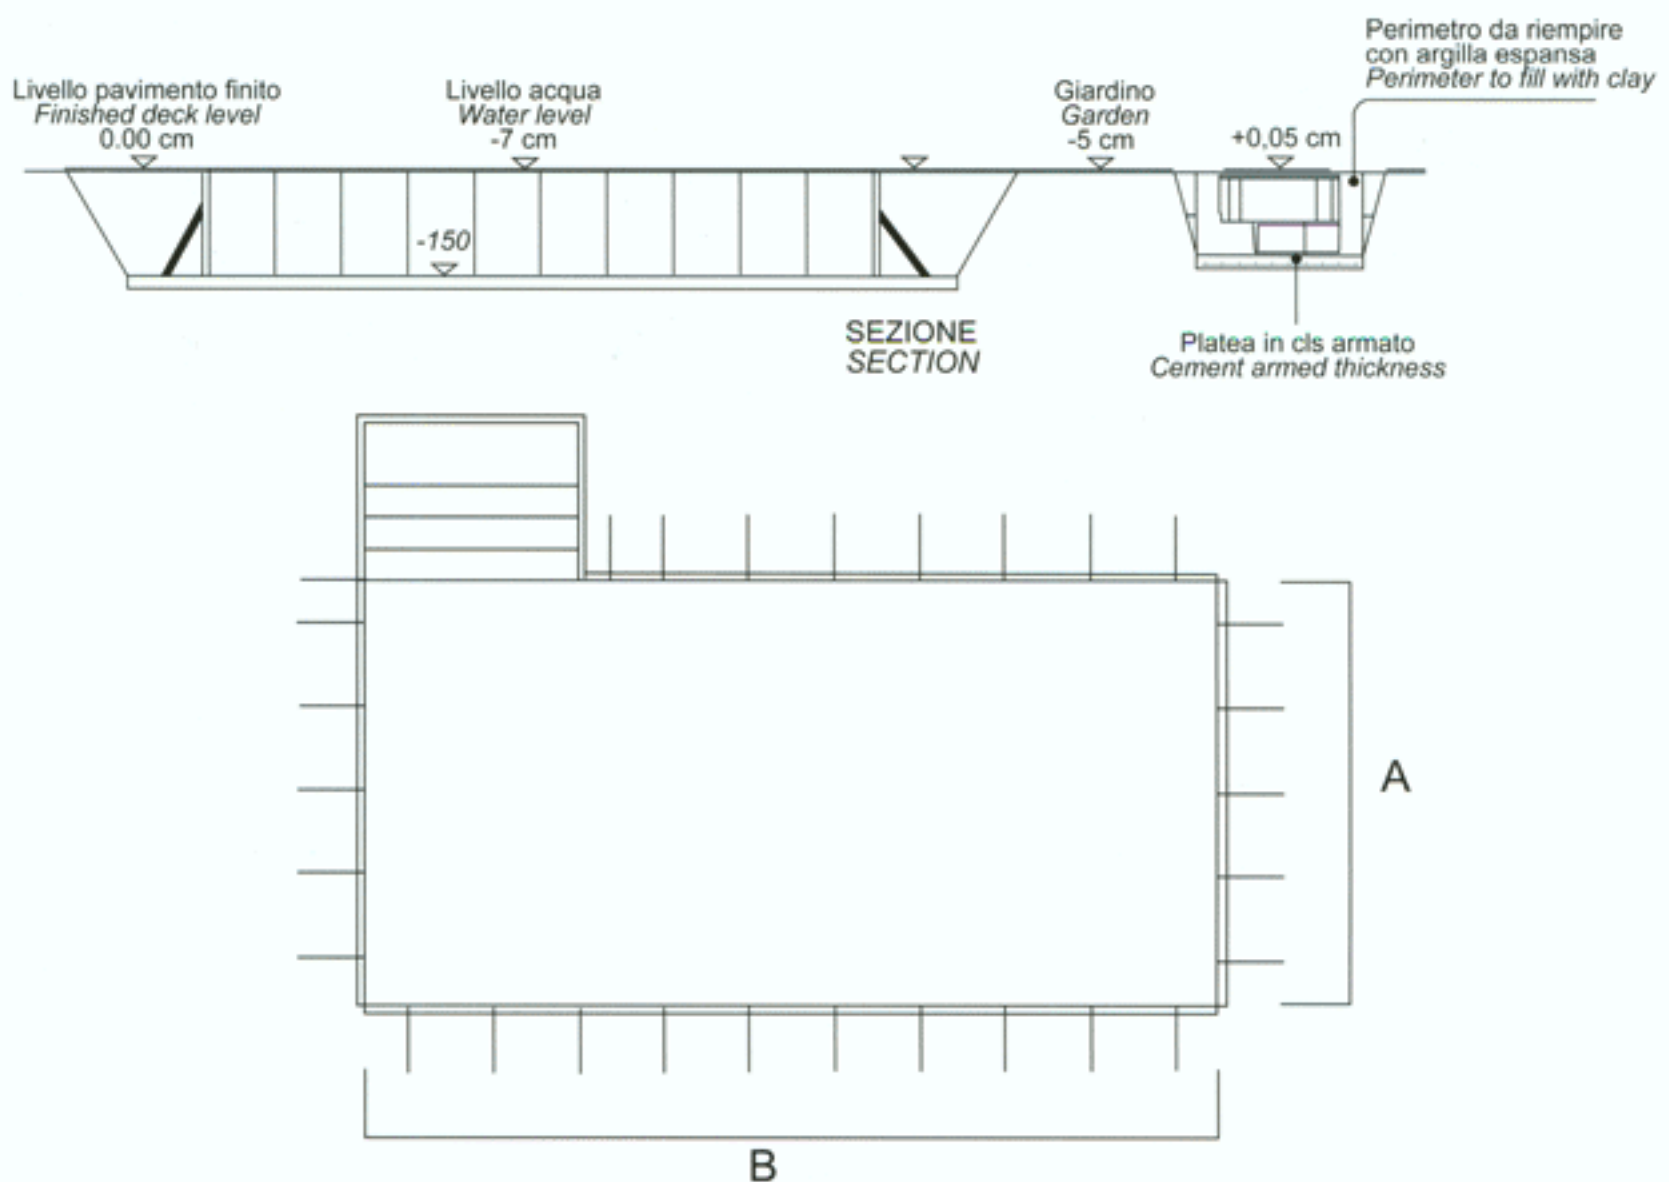 Perimetro da riempire
con argilla espansa
Perimeter to fill with clay
Livello pavimento finito
Finished deck level
0.00 cm
Livello acqua
Water level
-7 cm
Giardino
Garden
-5 cm
+0,05 cm
-150
SEZIONE
SECTION
Platea in cls armato
Cement armed thickness
A
B